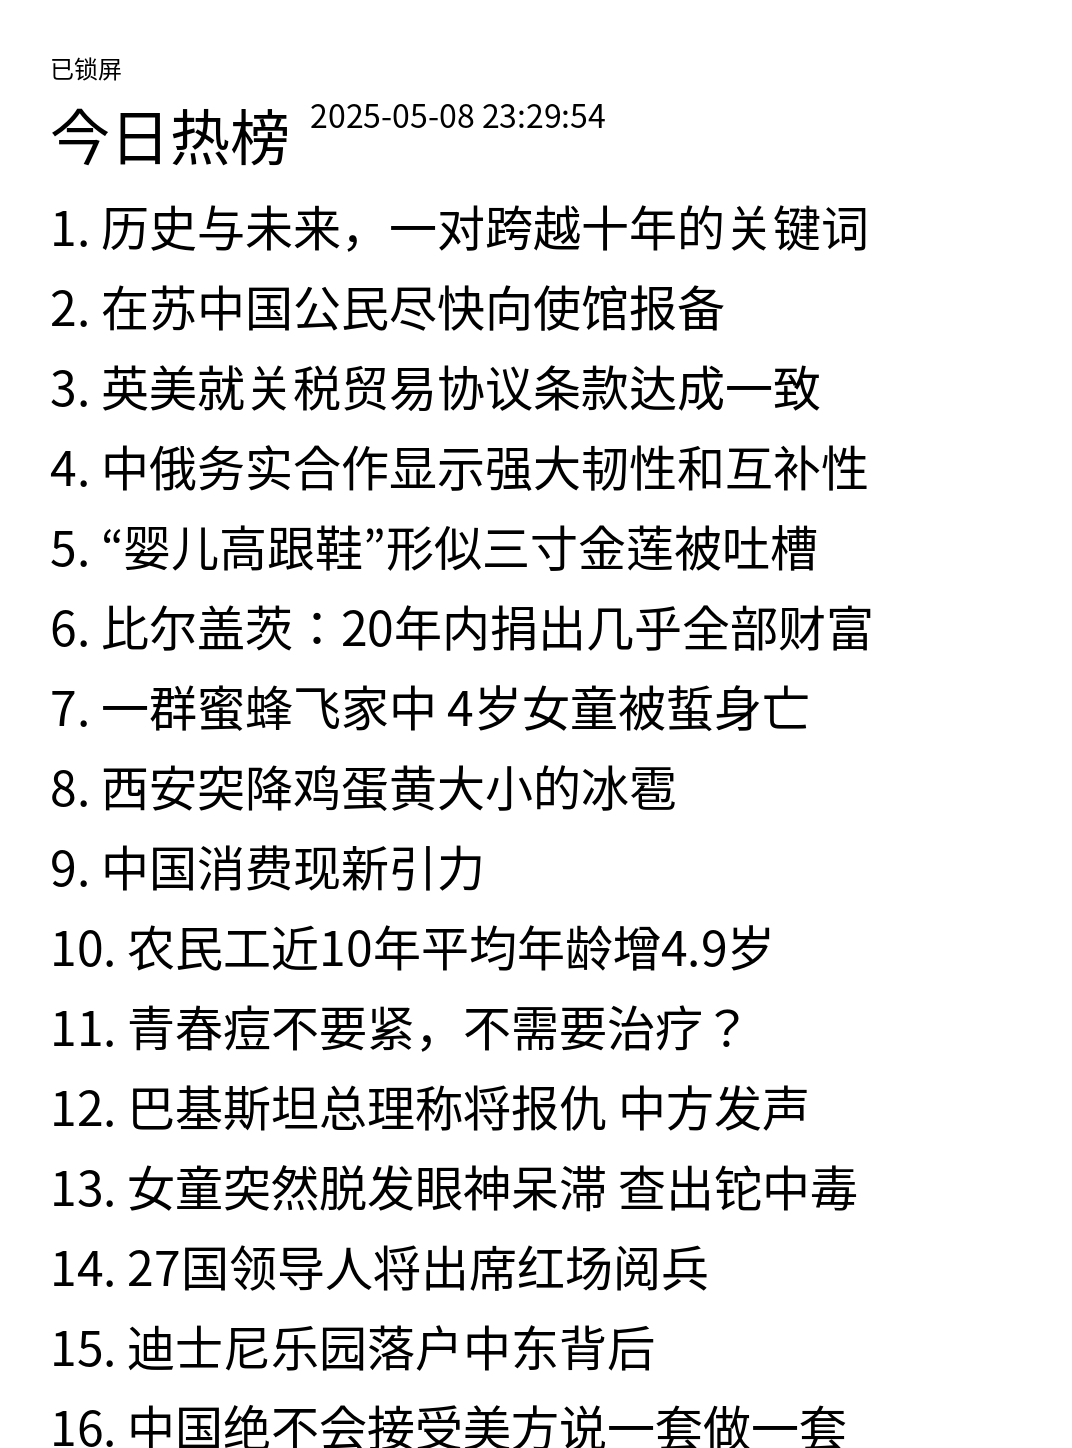 已锁屏
今日热榜 2025-05-08 23:29:54
1. 历史与未来，一对跨越十年的关键词
2. 在苏中国公民尽快向使馆报备
3. 英美就关税贸易协议条款达成一致
4. 中俄务实合作显示强大韧性和互补性
5. “婴儿高跟鞋”形似三寸金莲被吐槽
6. 比尔盖茨：20年内捐出几乎全部财富
7. 一群蜜蜂飞家中 4岁女童被蜇身亡
8. 西安突降鸡蛋黄大小的冰雹
9. 中国消费现新引力
10. 农民工近10年平均年龄增4.9岁
11. 青春痘不要紧，不需要治疗？
12. 巴基斯坦总理称将报仇 中方发声
13. 女童突然脱发眼神呆滞 查出铊中毒
14. 27国领导人将出席红场阅兵
15. 迪士尼乐园落户中东背后
16. 中国绝不会接受美方说一套做一套